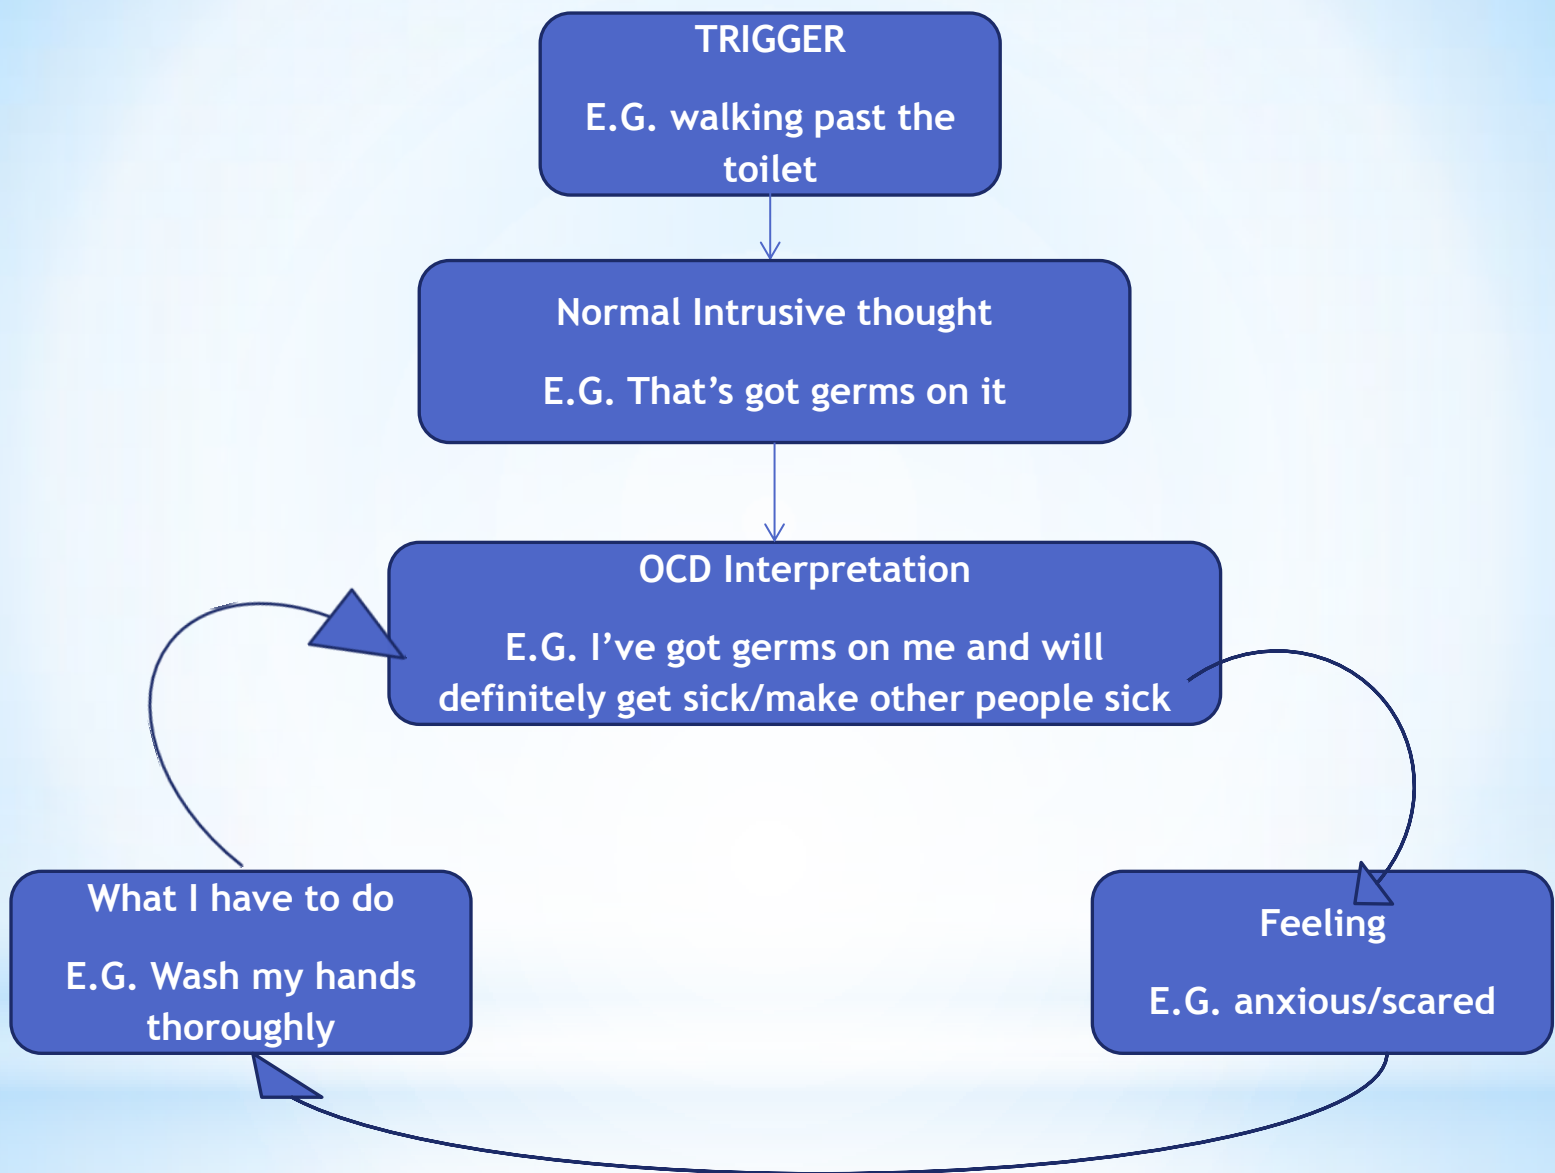 TRIGGER
E.G. walking past the
toilet
Normal Intrusive thought
E.G. That’s got germs on it
OCD Interpretation
E.G. I’ve got germs on me and will
definitely get sick/make other people sick
What I have to do
E.G. Wash my hands
thoroughly
Feeling
E.G. anxious/scared